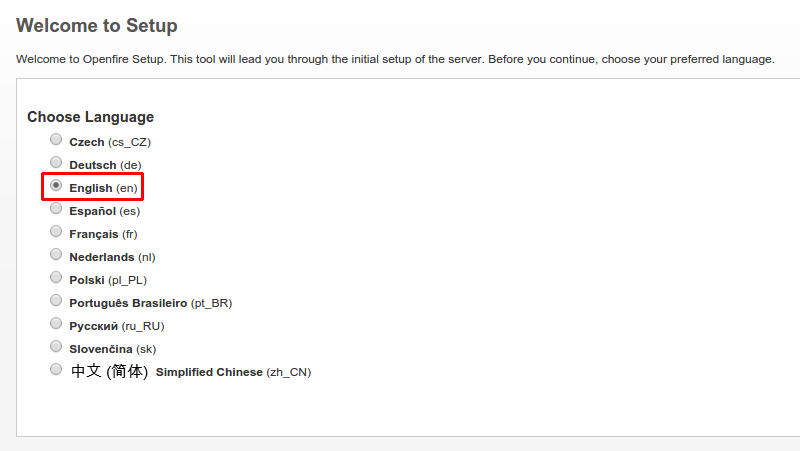 Welcome to Setup
Welcome to Openfire Setup. This tool will lead you through the initial setup of the server. Before you continue, choose your preferred language.
Choose Language
Czech (cs_CZ)
Deutsch (de)
English (en)
Español (es)
Français (fr)
Nederlands (nl)
Polski (pl_PL)
Português Brasileiro (pt_BR)
Русский (ru_RU)
Slovenčina (sk)
中文 (简体) Simplified Chinese (zh_CN)